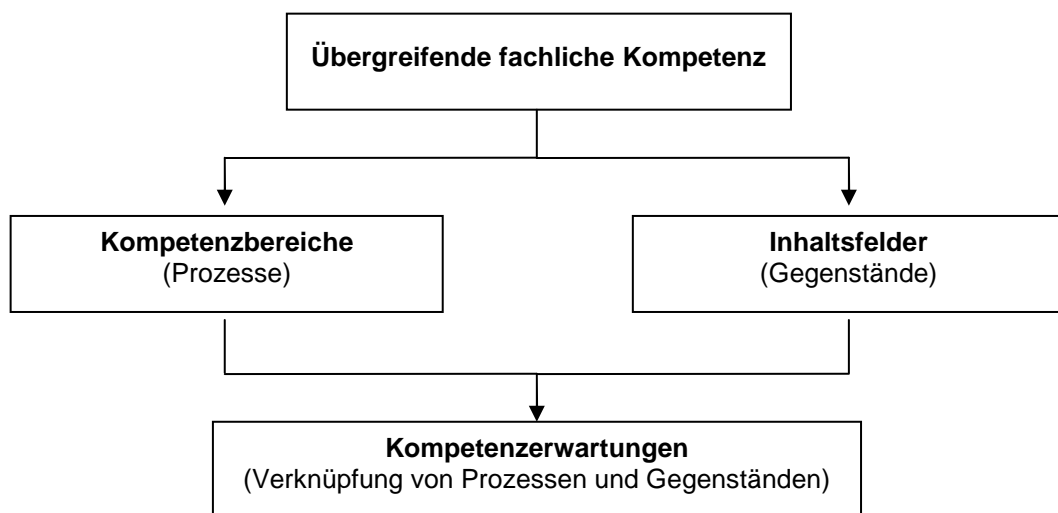 Übergreifende fachliche Kompetenz
Kompetenzbereiche
(Prozesse)
Inhaltsfelder
(Gegenstände)
Kompetenzerwartungen
(Verknüpfung von Prozessen und Gegenständen)